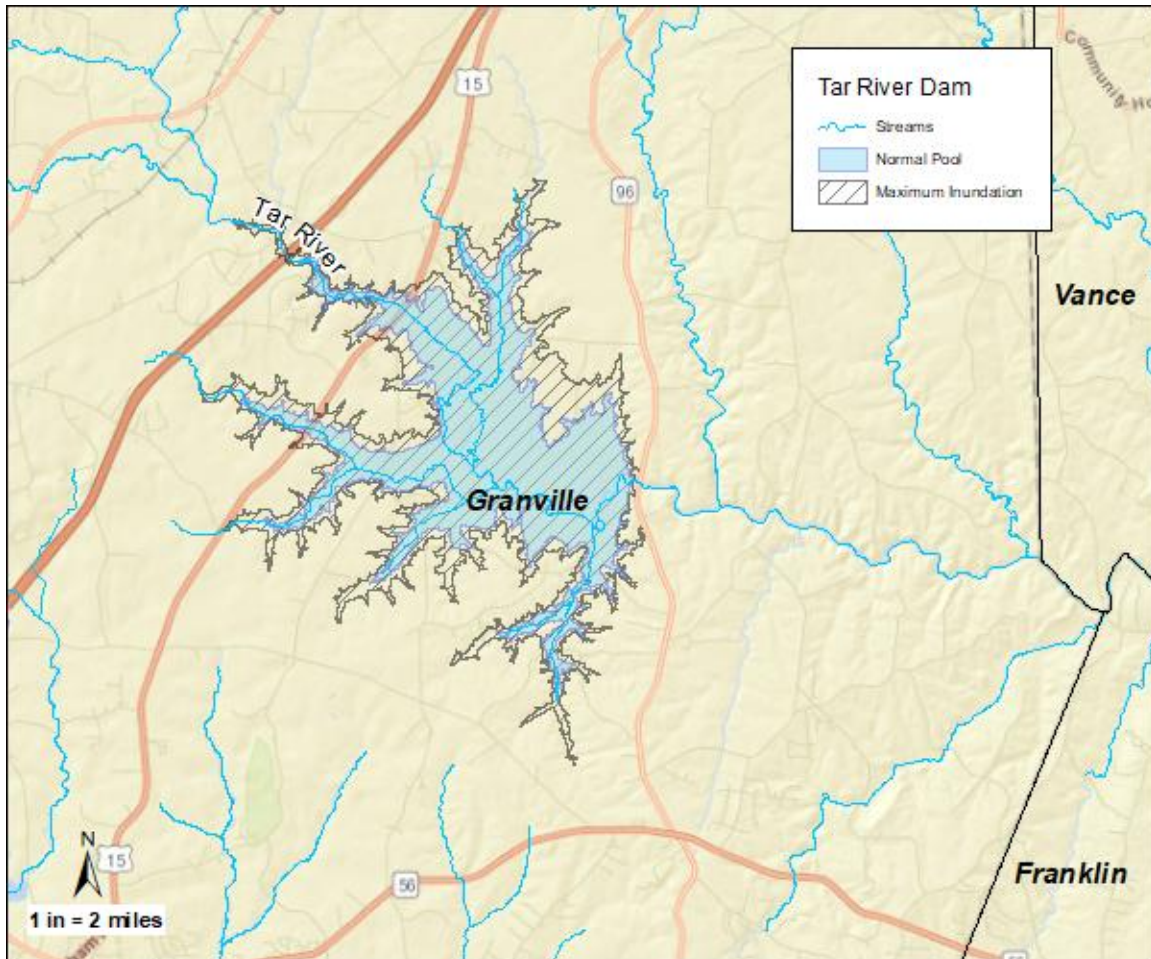 15
Tar River Dam
Streams
Normal Pool
Maximum Inundation
96
Tar River
Vance
Granville
N
15
1 in = 2 miles
56
Franklin